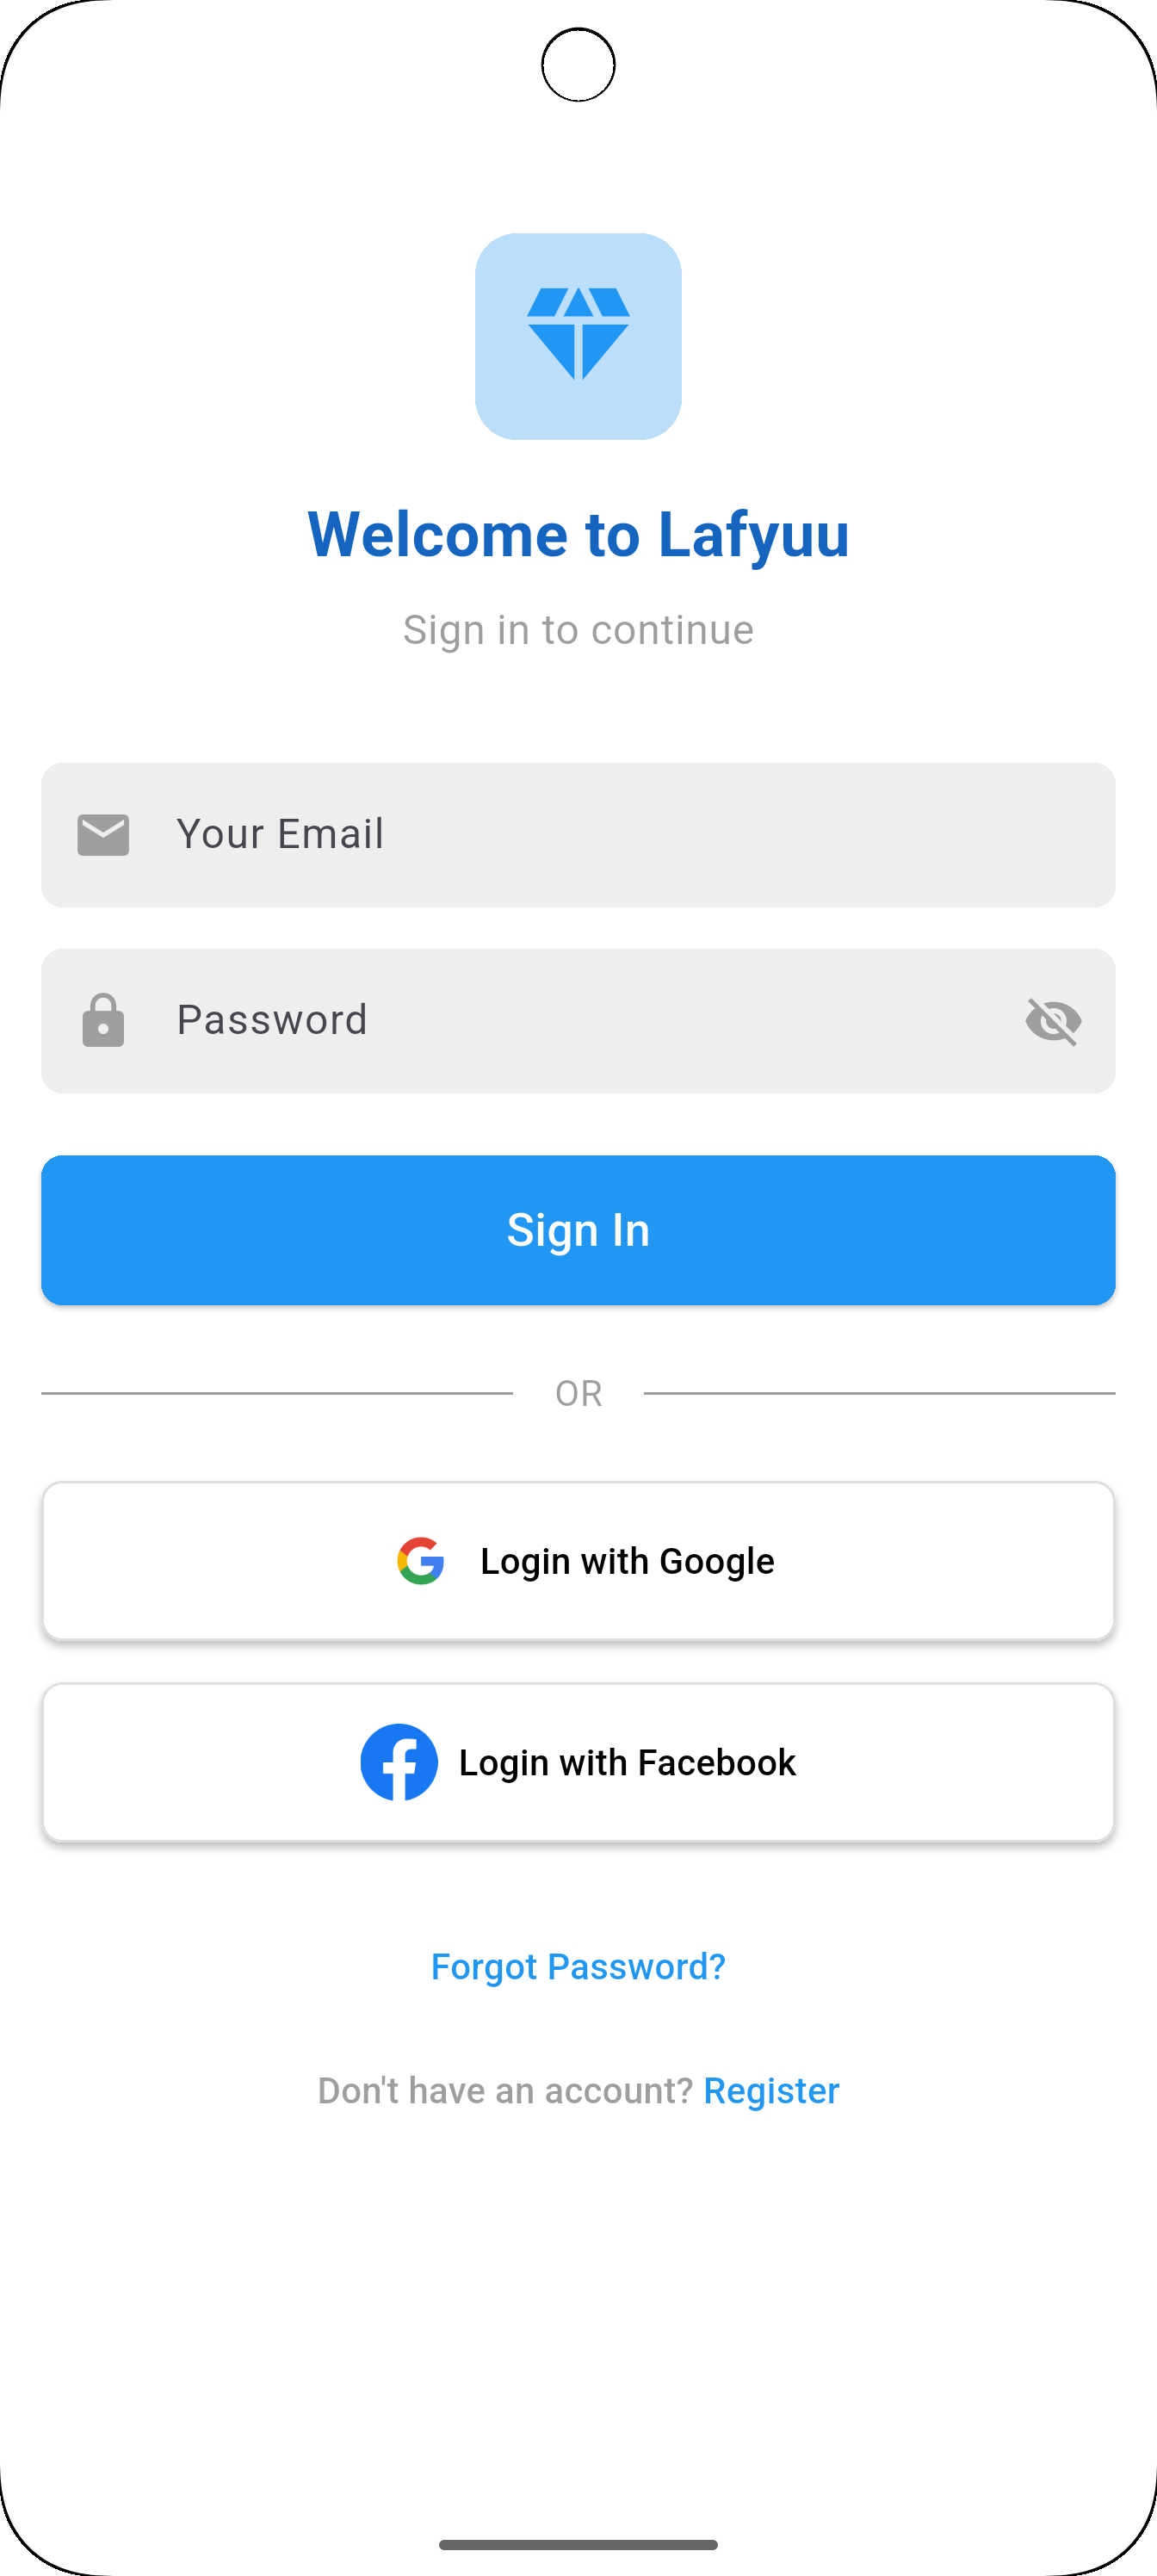 Welcome to Lafyuu
Sign in to continue
Your Email
Password
Sign In
OR
Login with Google
Login with Facebook
Forgot Password?
Don't have an account? Register